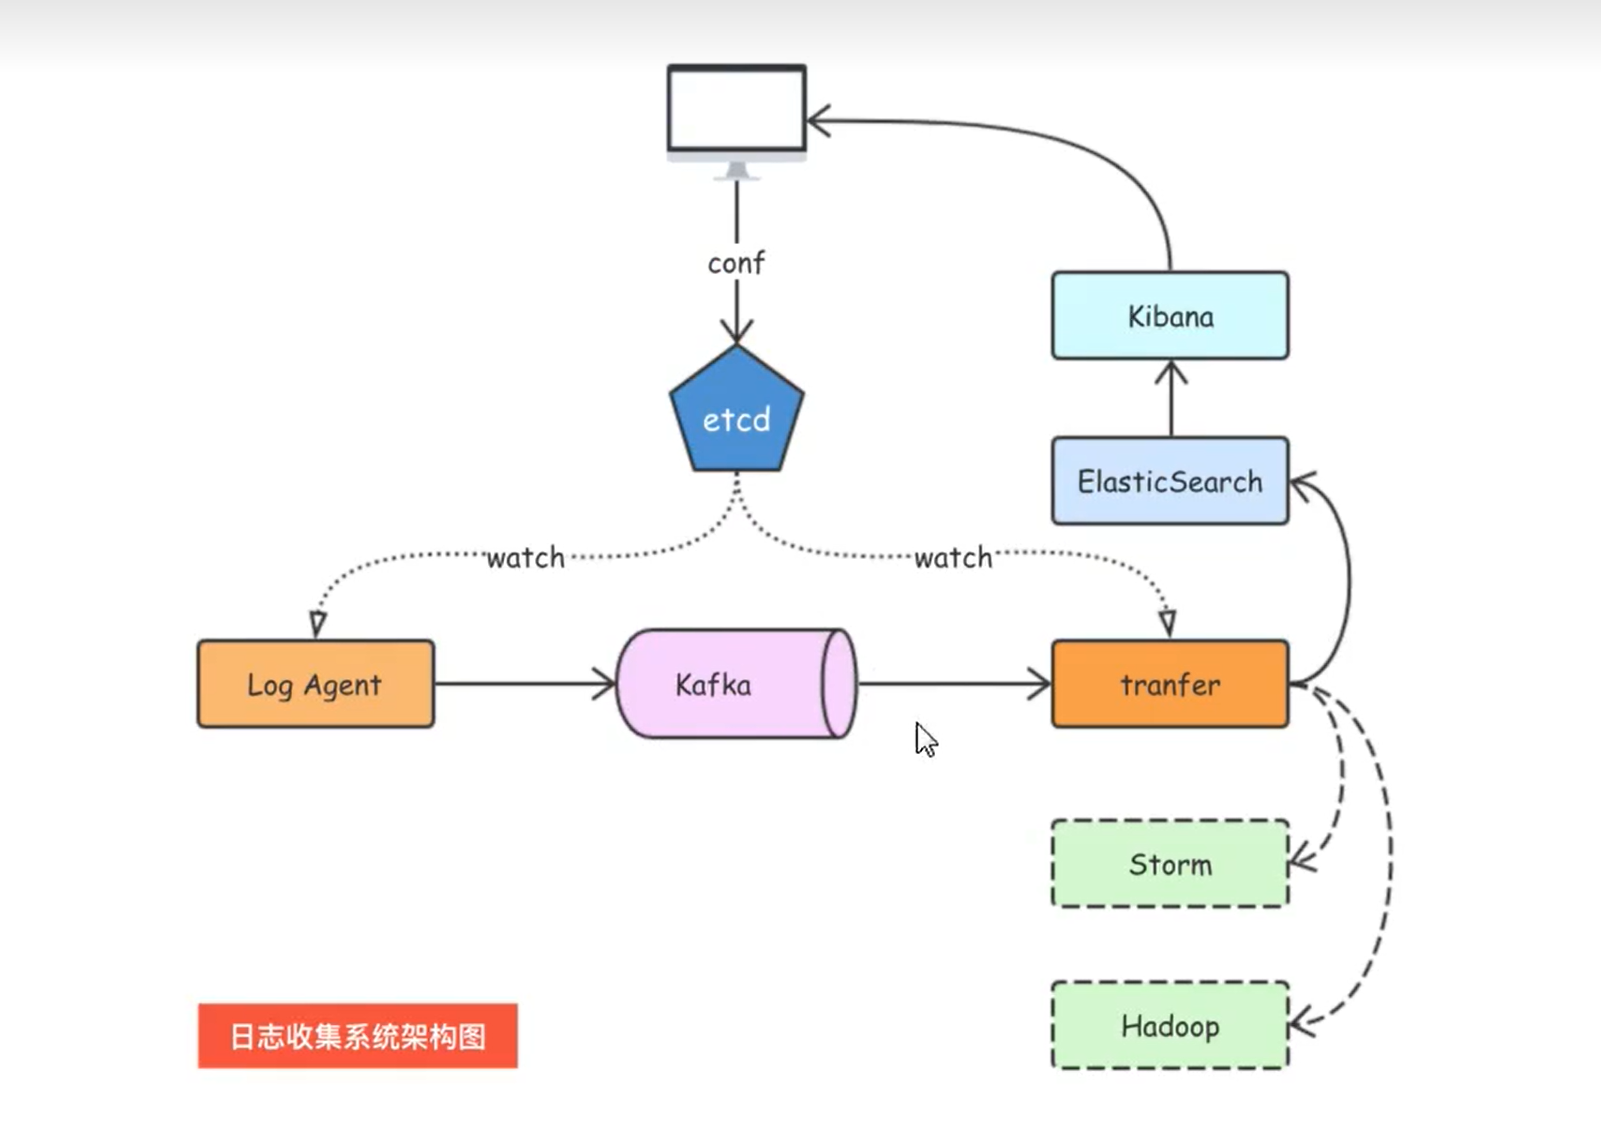 conf
Kibana
etcd
ElasticSearch
watch
watch
Log Agent
Kafka
tranfer
Storm
Hadoop
日志收集系统架构图